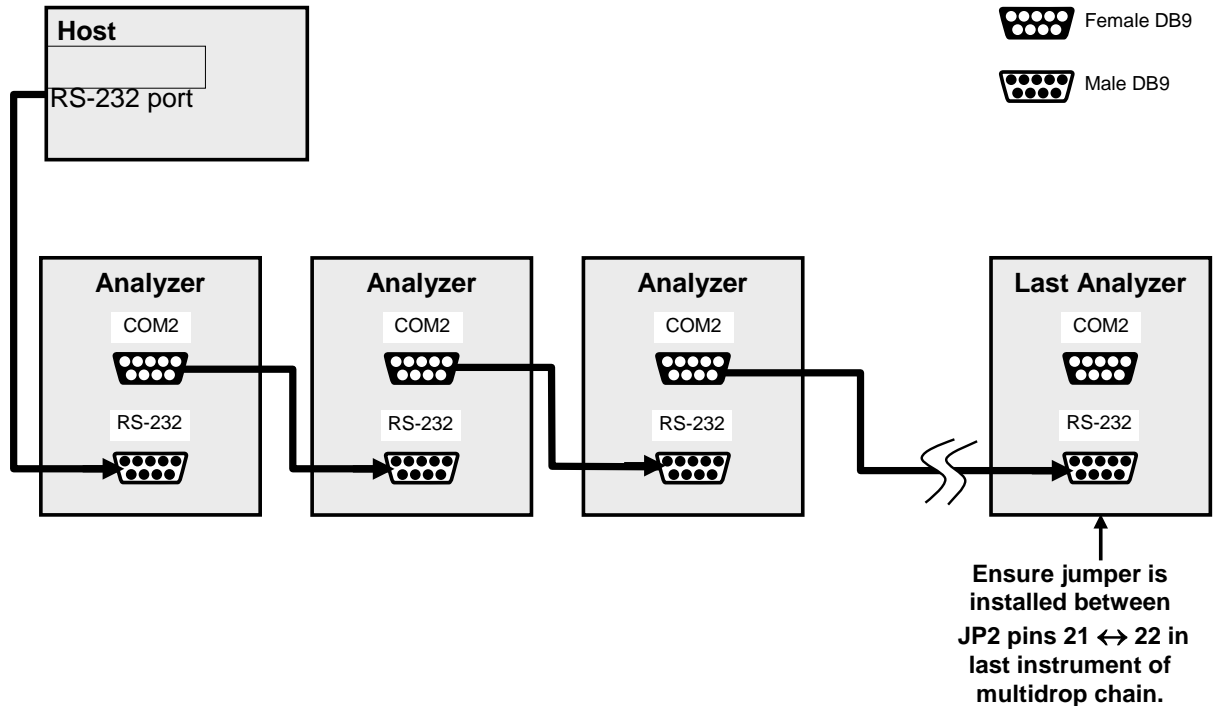 Host
RS-232 port
Female DB9
Male DB9
Analyzer
COM2
RS-232
Analyzer
COM2
RS-232
Analyzer
COM2
RS-232
Last Analyzer
COM2
RS-232
Ensure jumper is
installed between
JP2 pins 21 ↔ 22 in
last instrument of
multidrop chain.